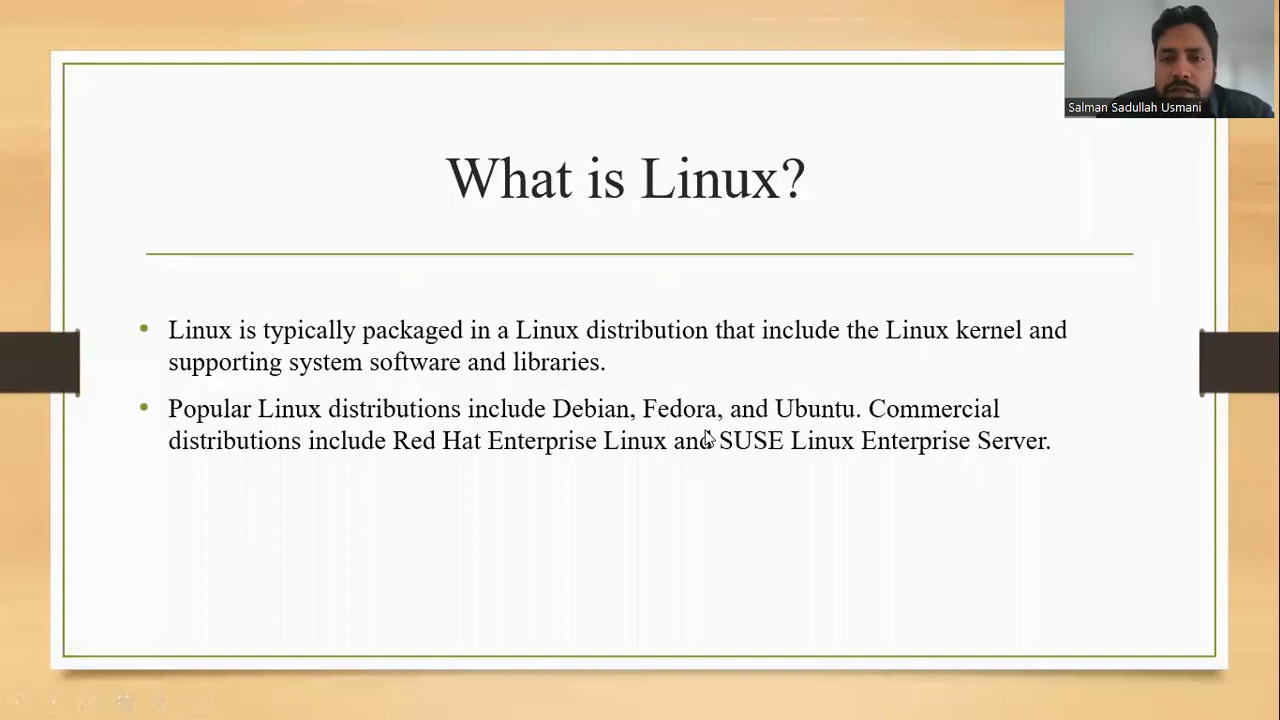 Salman Sadullah Usmani
What is Linux?
• Linux is typically packaged in a Linux distribution that include the Linux kernel and
supporting system software and libraries.
• Popular Linux distributions include Debian, Fedora, and Ubuntu. Commercial
distributions include Red Hat Enterprise Linux and SUSE Linux Enterprise Server.